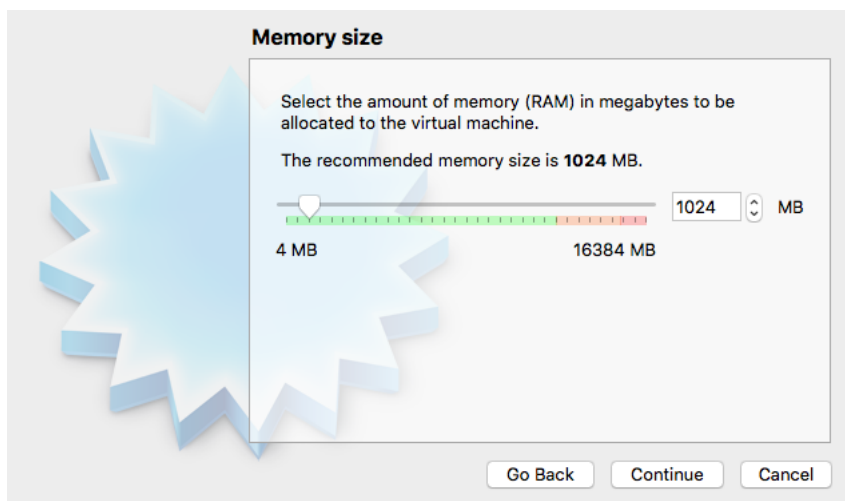 Memory size
Select the amount of memory (RAM) in megabytes to be
allocated to the virtual machine.
The recommended memory size is 1024 MB.
1024 MB
4 MB 16384 MB
Go Back Continue Cancel